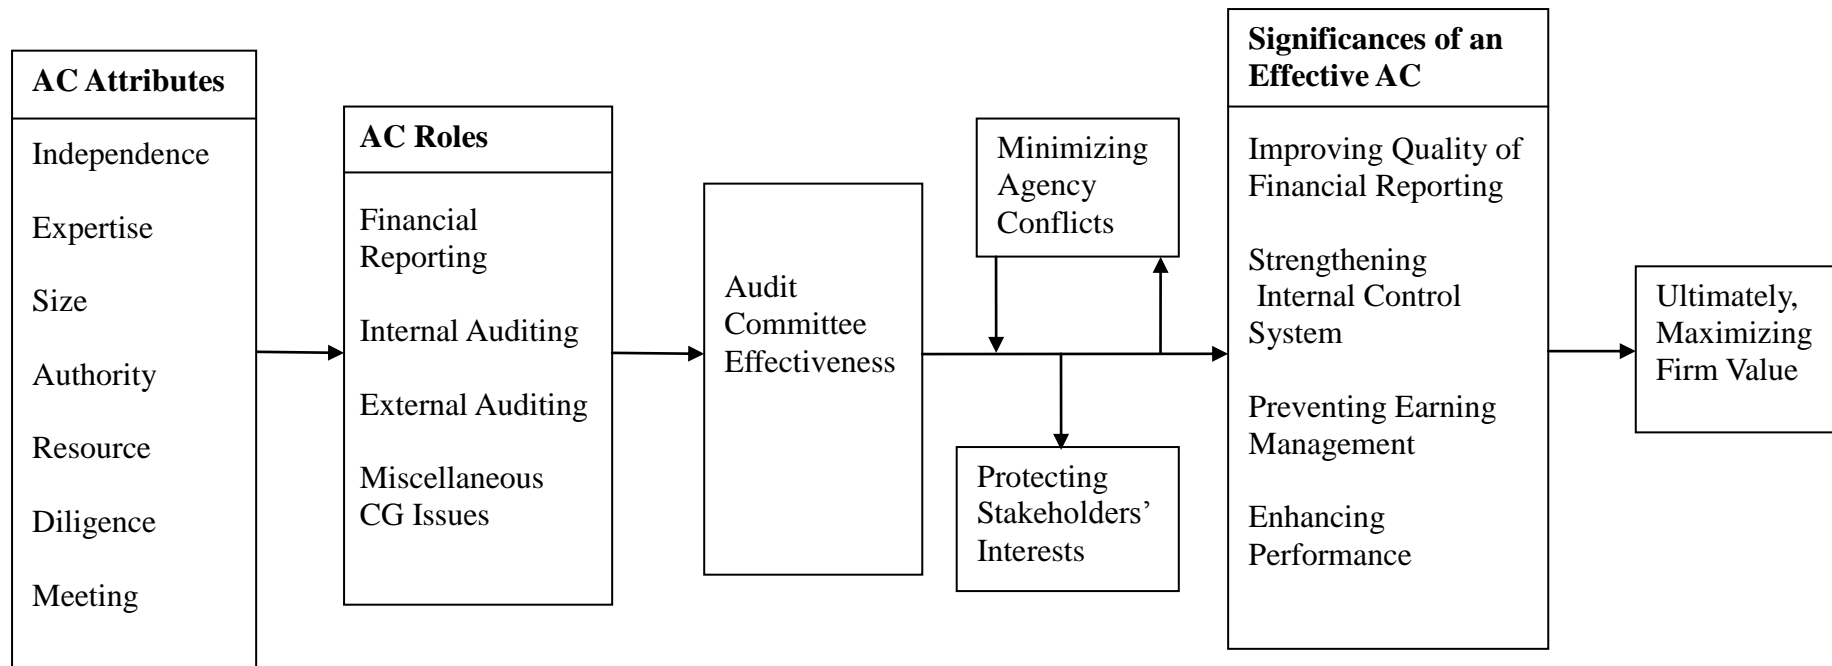 AC Attributes
Independence
Expertise
Size
Authority
Resource
Diligence
Meeting
AC Roles
Financial
Reporting
Internal Auditing
External Auditing
Miscellaneous
CG Issues
Audit
Committee
Effectiveness
Minimizing
Agency
Conflicts
Protecting
Stakeholders’
Interests
Significances of an
Effective AC
Improving Quality of
Financial Reporting
Strengthening
Internal Control
System
Preventing Earning
Management
Enhancing
Performance
Ultimately,
Maximizing
Firm Value